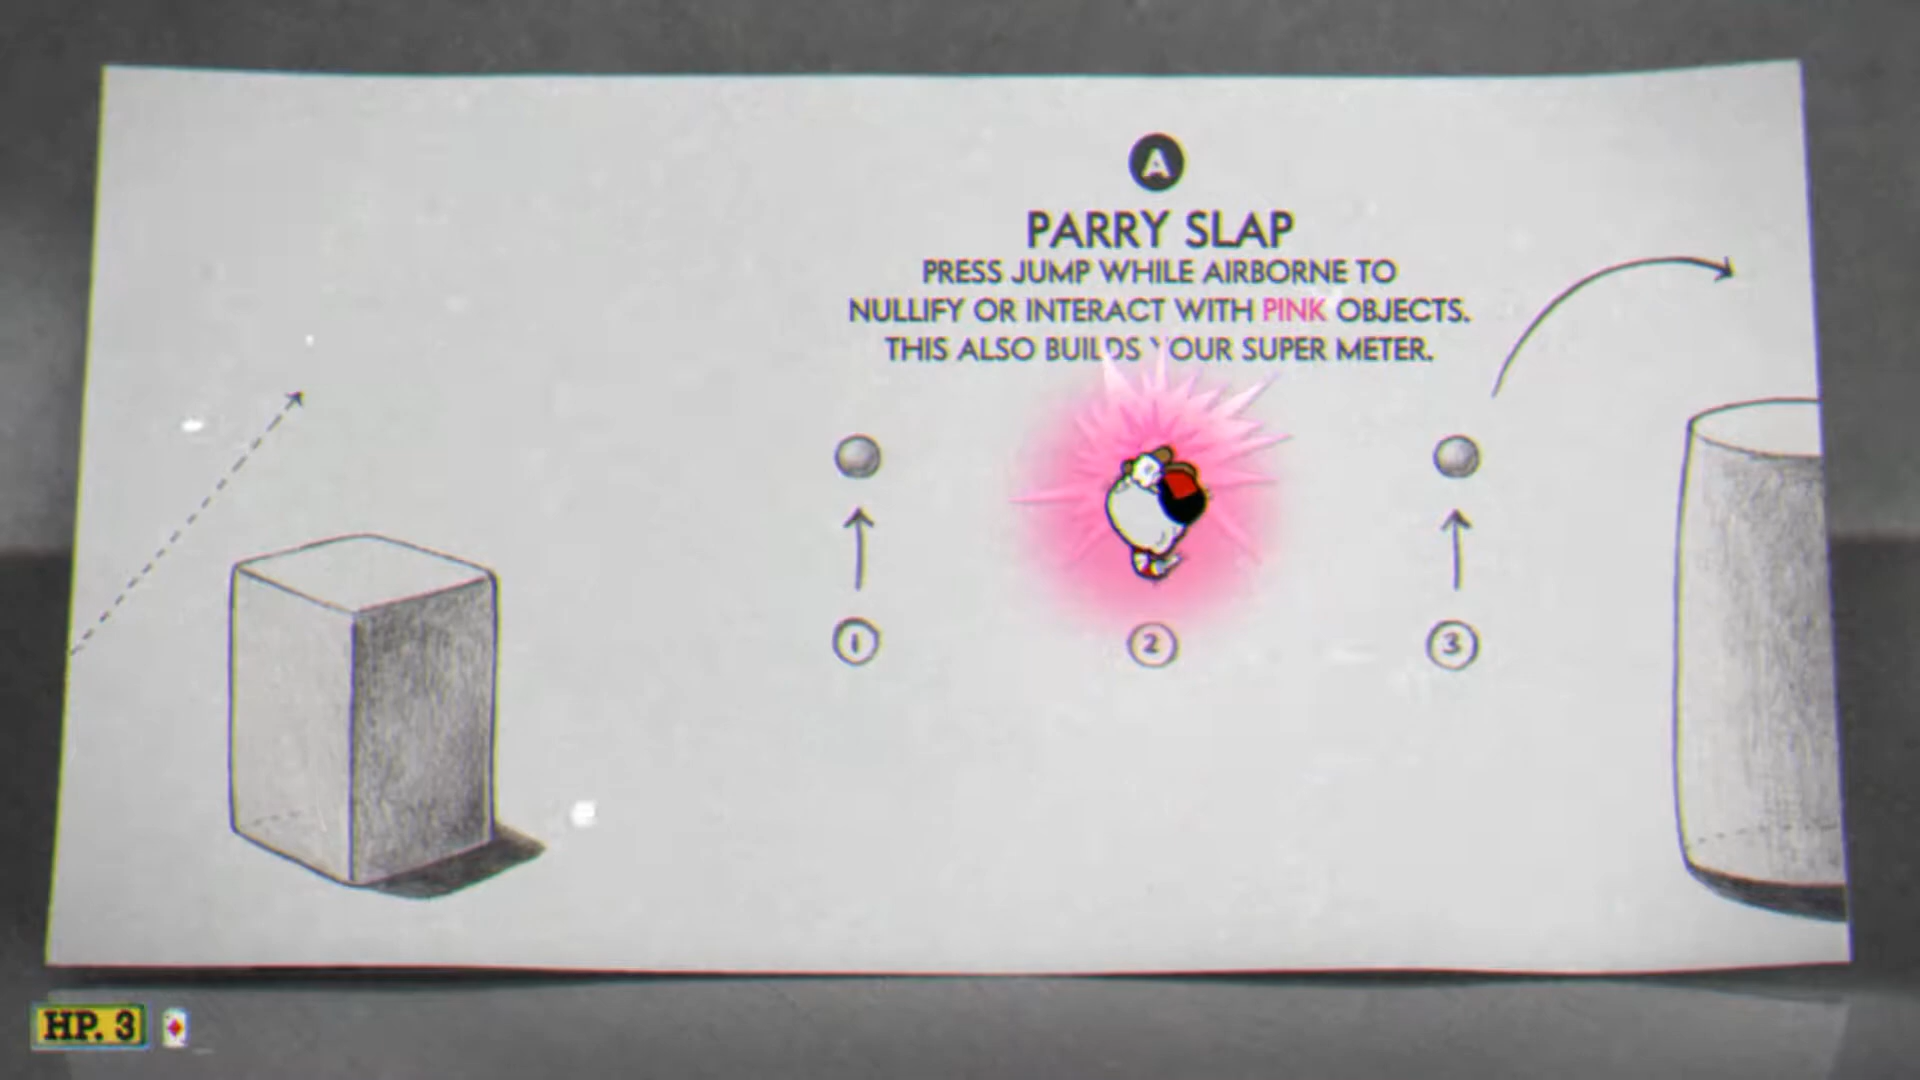 A
PARRY SLAP
PRESS JUMP WHILE AIRBORNE TO
NULLIFY OR INTERACT WITH PINK OBJECTS.
THIS ALSO BUILDS YOUR SUPER METER.
1 2 3
HP. 3